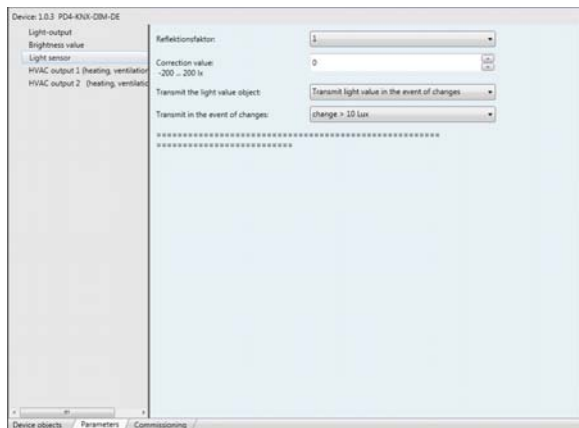 Device: 1.0.3 PD4-KNX-DIM-DE
Light-output
Brightness value
Light sensor
HVAC output 1 (heating, ventilation
HVAC output 2 (heating, ventilatio
Reflektionsfaktor:
1
Correction value:
-200 ... 200 lx
0
Transmit the light value object:
Transmit light value in the event of changes
Transmit in the event of changes:
change > 10 Lux
Device objects
Parameters
Commissioning